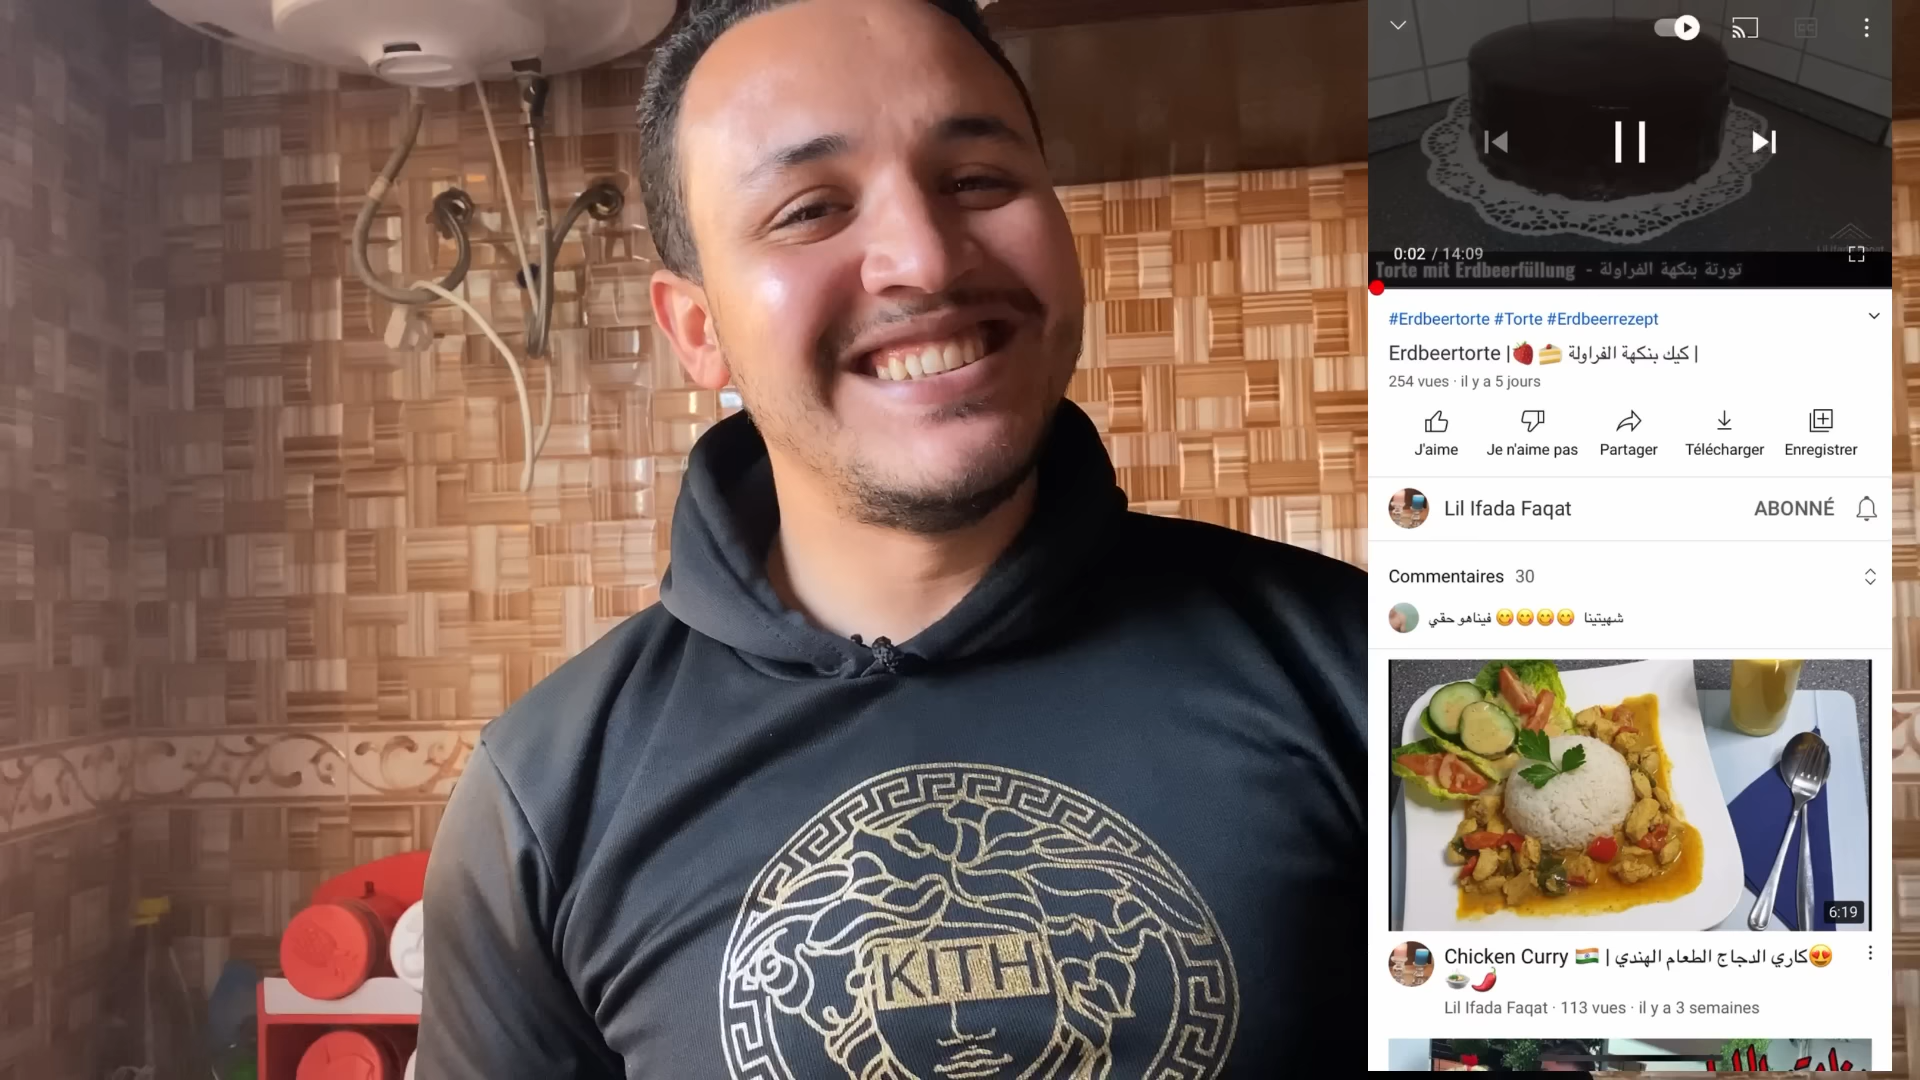 KITH
0:02 / 14:09
Torte mit Erdbeerfüllung - تورتة بنكهة الفراولة
#Erdbeertorte #Torte #Erdbeerrezept
Erdbeertorte |🍓🍰 كيك بنكهة الفراولة |
254 vues · il y a 5 jours
J'aime
Je n'aime pas
Partager
Télécharger
Enregistrer
Lil Ifada Faqat
ABONNÉ
Commentaires 30
شهيتينا 😋😋😋😋 فيناهو حقي
6:19
Chicken Curry 🇮🇳 | كاري الدجاج الطعام الهندي😍
🍲🌶️
Lil Ifada Faqat · 113 vues · il y a 3 semaines